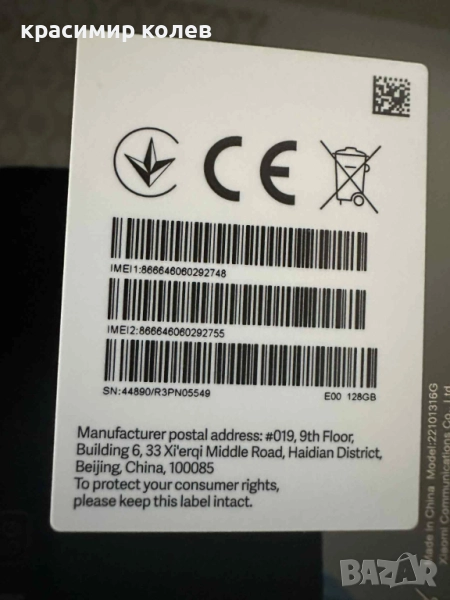 красимир колев
CE
IMEI1:866646060292748
IMEI2:866646060292755
SN:44890/R3PN05549 E00 128GB
Manufacturer postal address: #019, 9th Floor,
Building 6, 33 Xi'erqi Middle Road, Haidian District,
Beijing, China, 100085
To protect your consumer rights,
please keep this label intact.
Made in China Model:22101316G
Xiaomi Communications Co., Ltd.
BAZAR